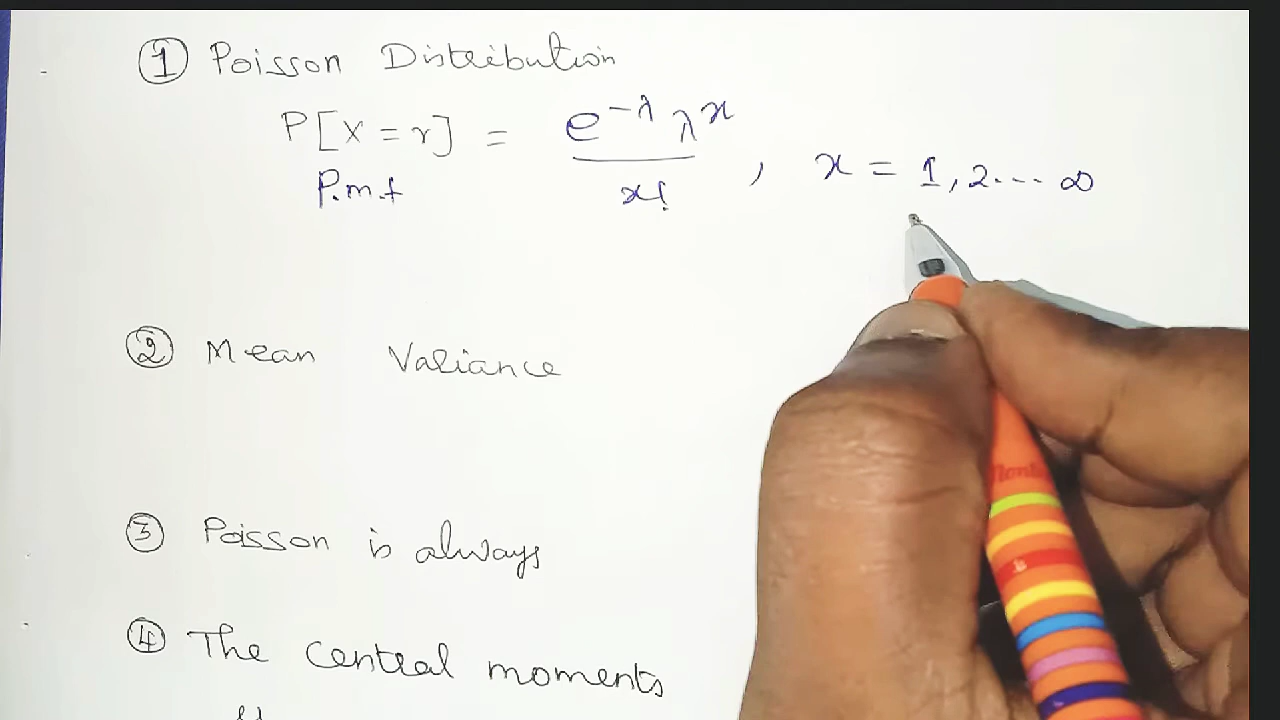 ① Poisson Distribution
P[X = r] = e^{-λ} λ^x / x! , x = 1, 2 --- ∞
P.m.f
② Mean Variance
③ Poisson is always
④ The central moments